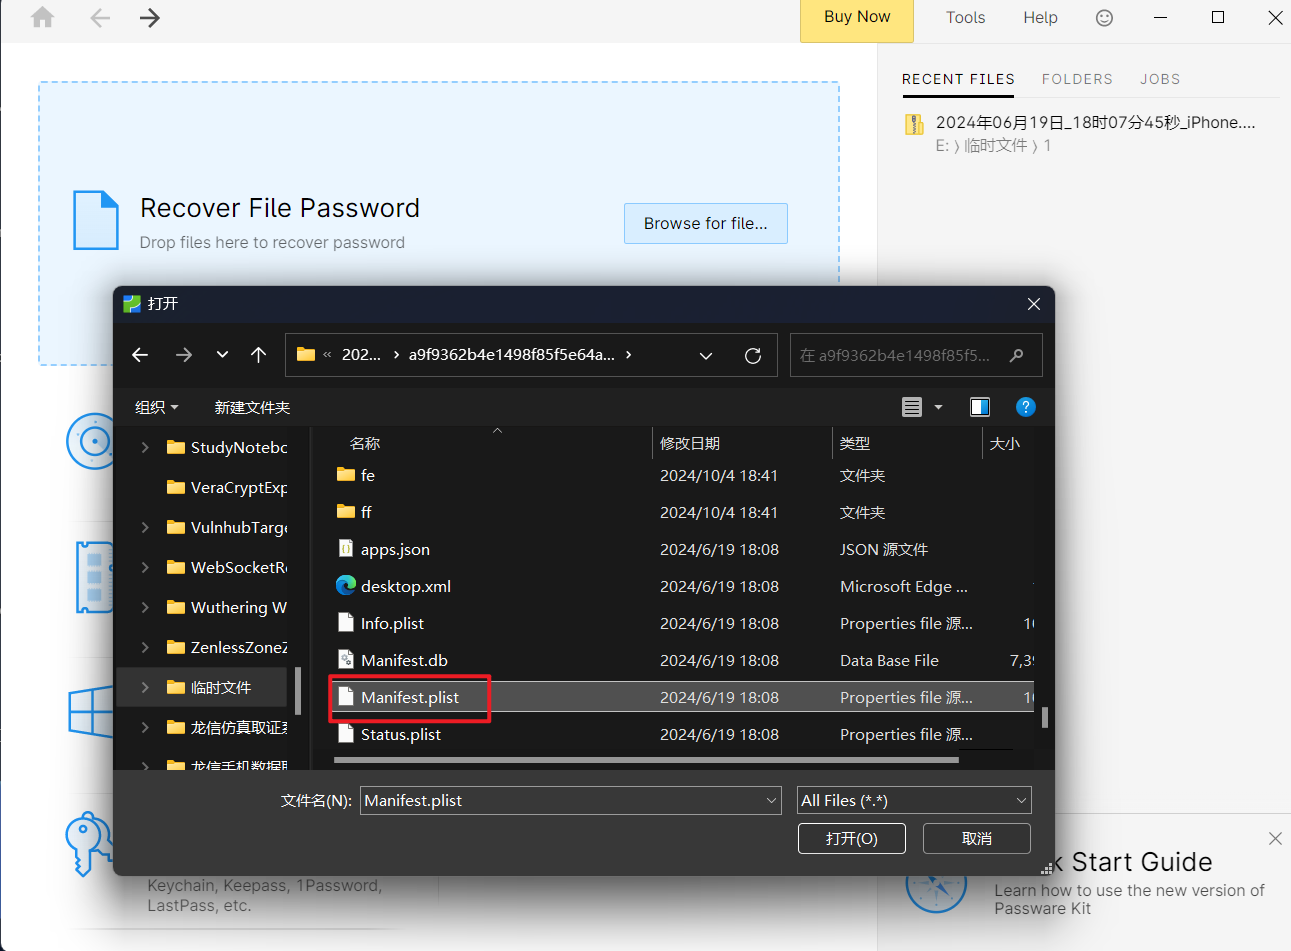 Buy Now
Tools
Help
RECENT FILES
FOLDERS
JOBS
2024年06月19日_18时07分45秒_iPhone....
E: 〉临时文件 〉1
Recover File Password
Drop files here to recover password
Browse for file...
打开
« 202... › a9f9362b4e1498f85f5e64a... ›
在 a9f9362b4e1498f85f5...
组织
新建文件夹
StudyNotebo
VeraCryptExp
VulnhubTarge
WebSocketRe
Wuthering W
ZenlessZoneZ
临时文件
龙信仿真取证系
龙信手机数据取
名称 修改日期 类型 大小
fe 2024/10/4 18:41 文件夹
ff 2024/10/4 18:41 文件夹
apps.json 2024/6/19 18:08 JSON 源文件
desktop.xml 2024/6/19 18:08 Microsoft Edge ...
Info.plist 2024/6/19 18:08 Properties file 源...
Manifest.db 2024/6/19 18:08 Data Base File 7,39
Manifest.plist 2024/6/19 18:08 Properties file 源...
Status.plist 2024/6/19 18:08 Properties file 源...
文件名(N):
Manifest.plist
All Files (*.*)
打开(O)
取消
Keychain, Keepass, 1Password,
LastPass, etc.
k Start Guide
Learn how to use the new version of
Passware Kit